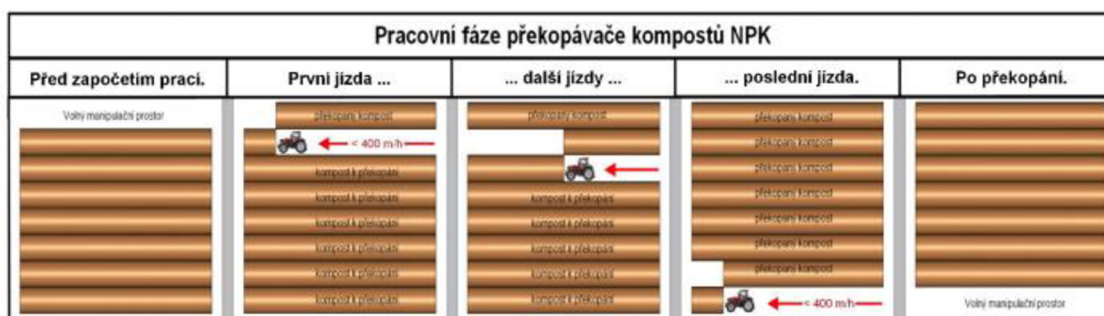 Pracovní fáze překopávače kompostů NPK
Před započetím prací.
První jízda ...
... další jízdy ...
... poslední jízda.
Po překopání.
Volný manipulační prostor
překopaný kompost
< 400 m/h
kompost k překopání
kompost k překopání
kompost k překopání
kompost k překopání
kompost k překopání
kompost k překopání
překopaný kompost
kompost k překopání
kompost k překopání
kompost k překopání
kompost k překopání
kompost k překopání
překopaný kompost
překopaný kompost
překopaný kompost
překopaný kompost
překopaný kompost
překopaný kompost
překopaný kompost
< 400 m/h
Volný manipulační prostor